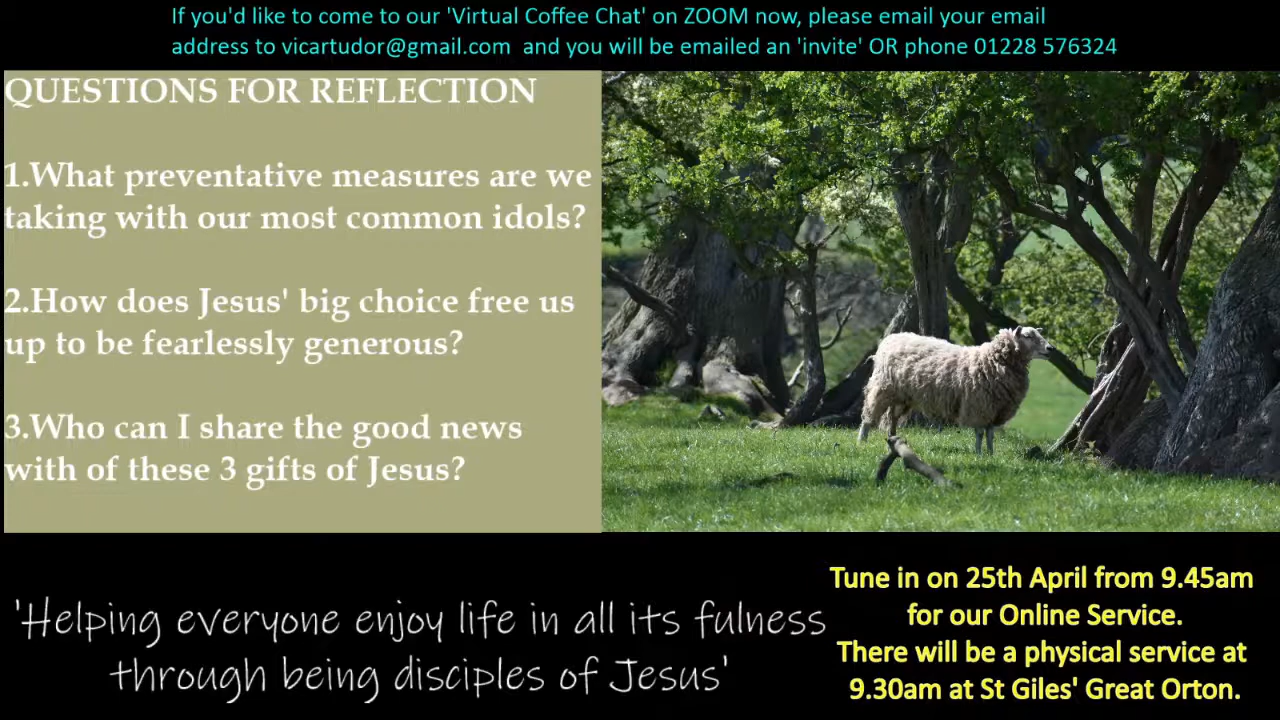 If you'd like to come to our 'Virtual Coffee Chat' on ZOOM now, please email your email
address to vicartudor@gmail.com and you will be emailed an 'invite' OR phone 01228 576324
QUESTIONS FOR REFLECTION
1.What preventative measures are we
taking with our most common idols?
2.How does Jesus' big choice free us
up to be fearlessly generous?
3.Who can I share the good news
with of these 3 gifts of Jesus?
'Helping everyone enjoy life in all its fulness
through being disciples of Jesus'
Tune in on 25th April from 9.45am
for our Online Service.
There will be a physical service at
9.30am at St Giles' Great Orton.